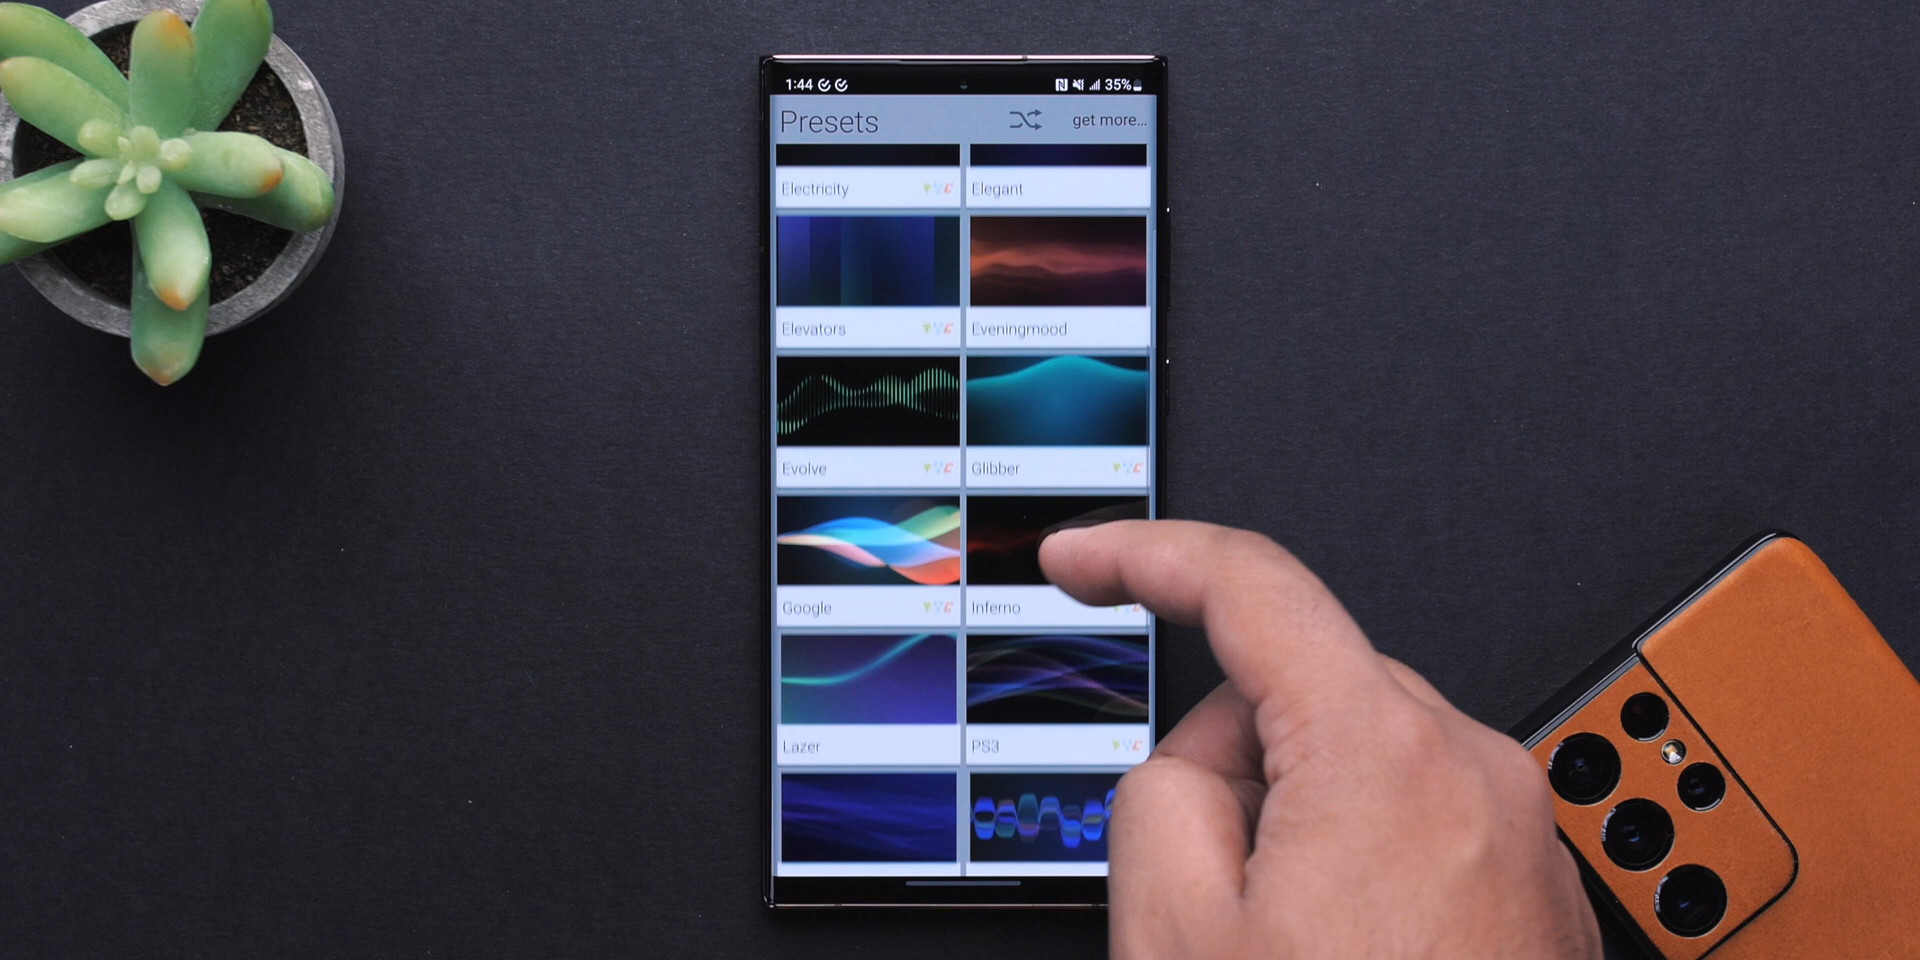 1:44 35%
Presets get more...
Electricity Elegant
Elevators Eveningmood
Evolve Glibber
Google Inferno
Lazer PS3